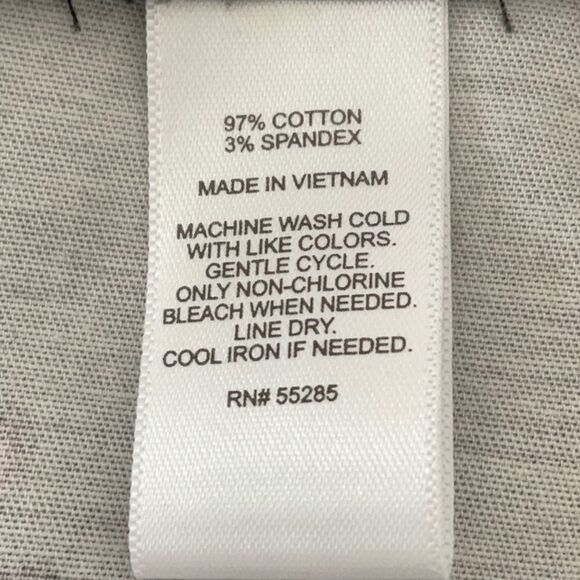 97% COTTON
3% SPANDEX
MADE IN VIETNAM
MACHINE WASH COLD
WITH LIKE COLORS.
GENTLE CYCLE.
ONLY NON-CHLORINE
BLEACH WHEN NEEDED.
LINE DRY.
COOL IRON IF NEEDED.
RN# 55285